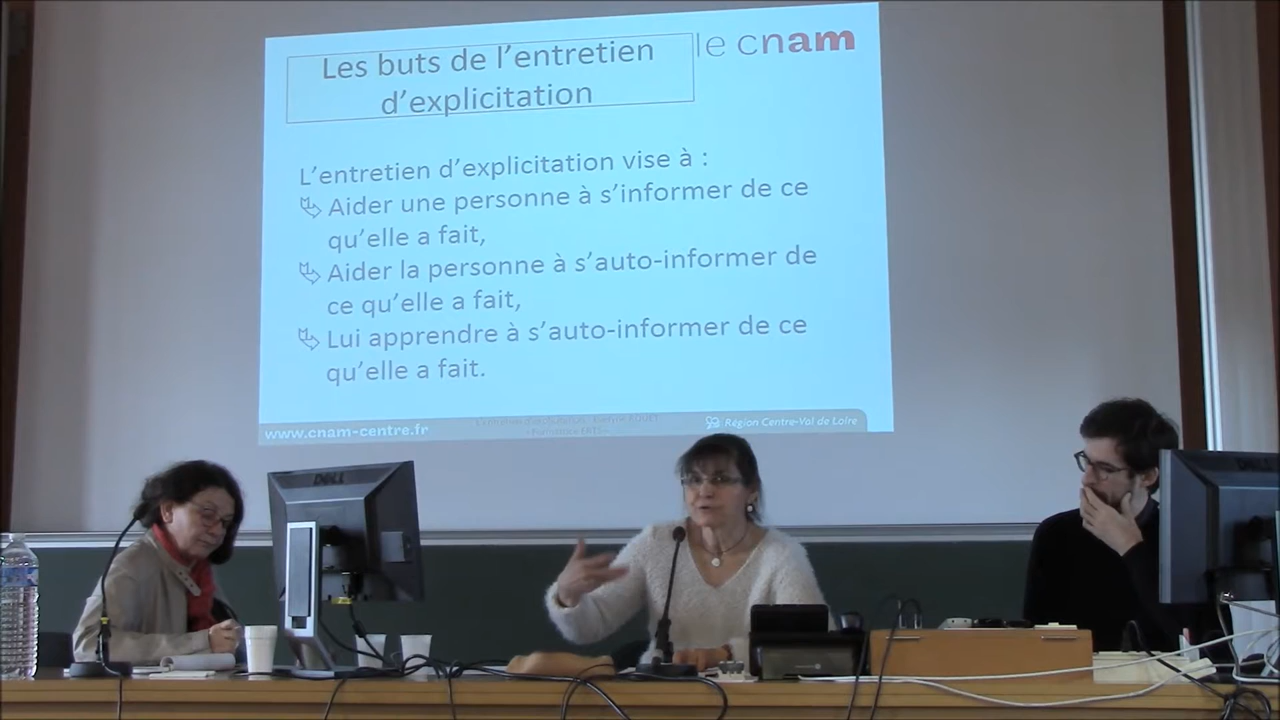 Les buts de l'entretien
d'explicitation
le cnam
L'entretien d'explicitation vise à :
Aider une personne à s'informer de ce
qu'elle a fait,
Aider la personne à s'auto-informer de
ce qu'elle a fait,
Lui apprendre à s'auto-informer de ce
qu'elle a fait.
www.cnam-centre.fr
Région Centre-Val de Loire
DELL